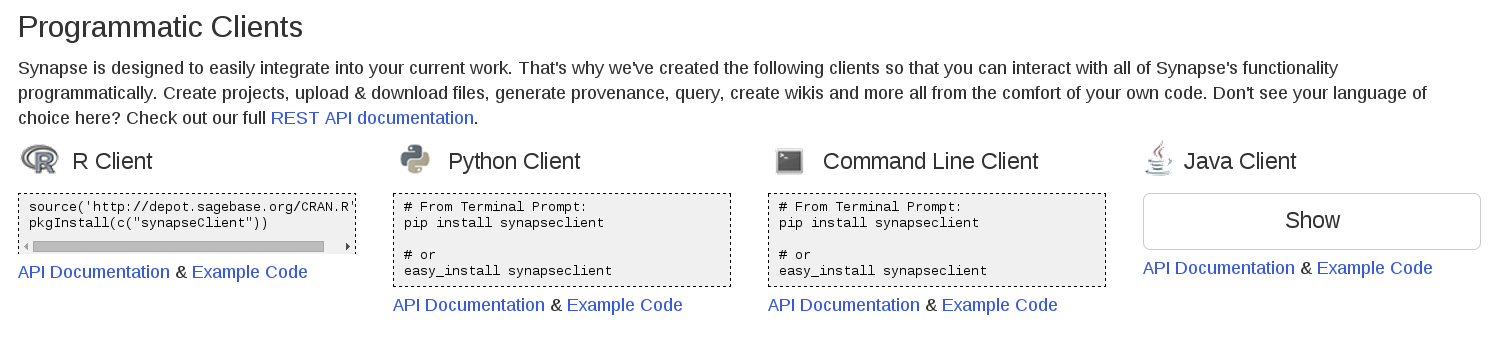 Programmatic Clients
Synapse is designed to easily integrate into your current work. That's why we've created the following clients so that you can interact with all of Synapse's functionality
programmatically. Create projects, upload & download files, generate provenance, query, create wikis and more all from the comfort of your own code. Don't see your language of
choice here? Check out our full REST API documentation.
R Client
source('http://depot.sagebase.org/CRAN.R'
pkgInstall(c("synapseClient"))
API Documentation & Example Code
Python Client
# From Terminal Prompt:
pip install synapseclient
# or
easy_install synapseclient
API Documentation & Example Code
Command Line Client
# From Terminal Prompt:
pip install synapseclient
# or
easy_install synapseclient
API Documentation & Example Code
Java Client
Show
API Documentation & Example Code